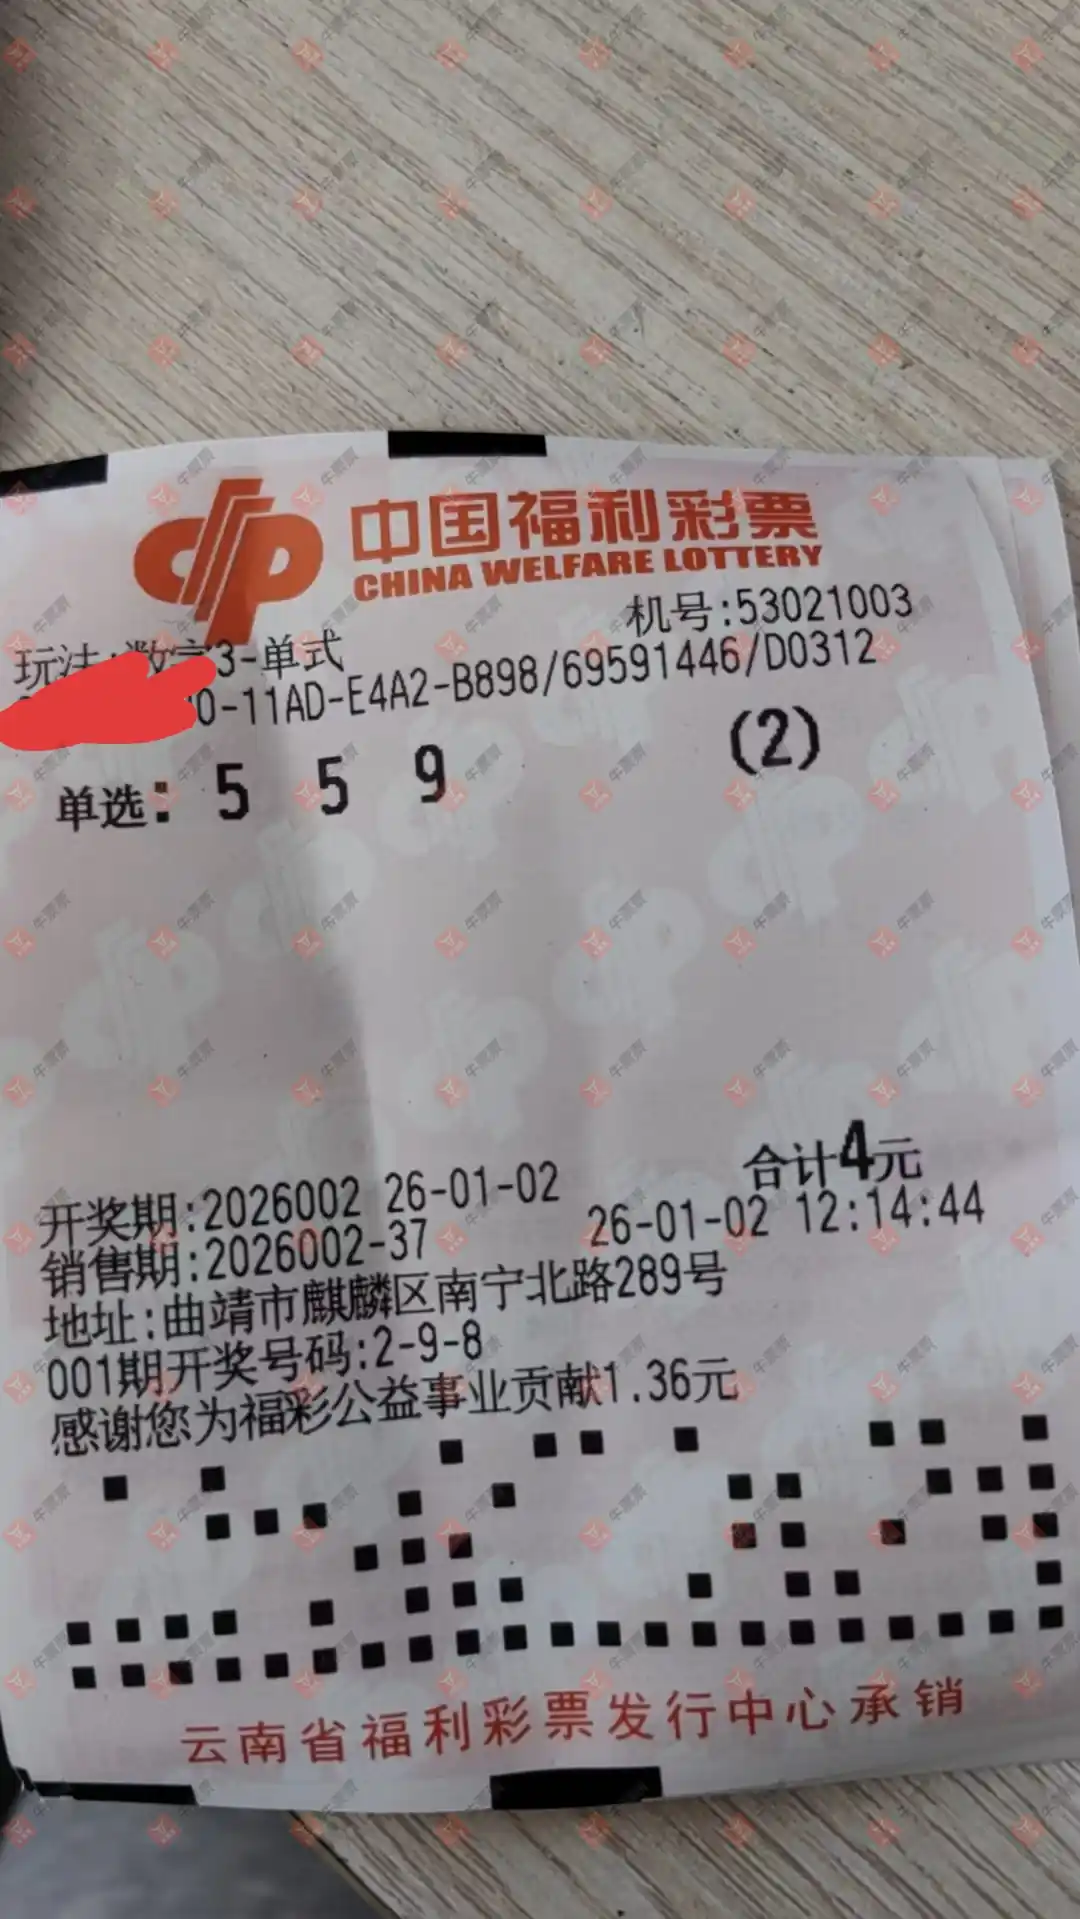 中国福利彩票
CHINA WELFARE LOTTERY
机号:53021003
玩法:数字3-单式
0-11AD-E4A2-B898/69591446/D0312
单选: 5 5 9 (2)
合计4元
开奖期:2026002 26-01-02
销售期:2026002-37 26-01-02 12:14:44
地址:曲靖市麒麟区南宁北路289号
001期开奖号码:2-9-8
感谢您为福彩公益事业贡献1.36元
云南省福利彩票发行中心承销